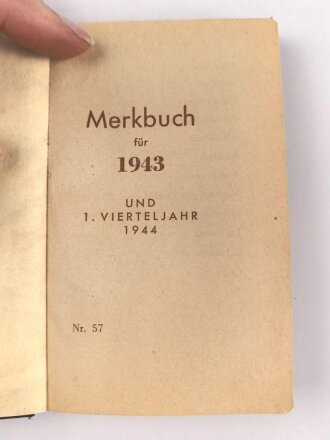 Merkbuch
für
1943
UND
1. VIERTELJAHR
1944
Nr. 57